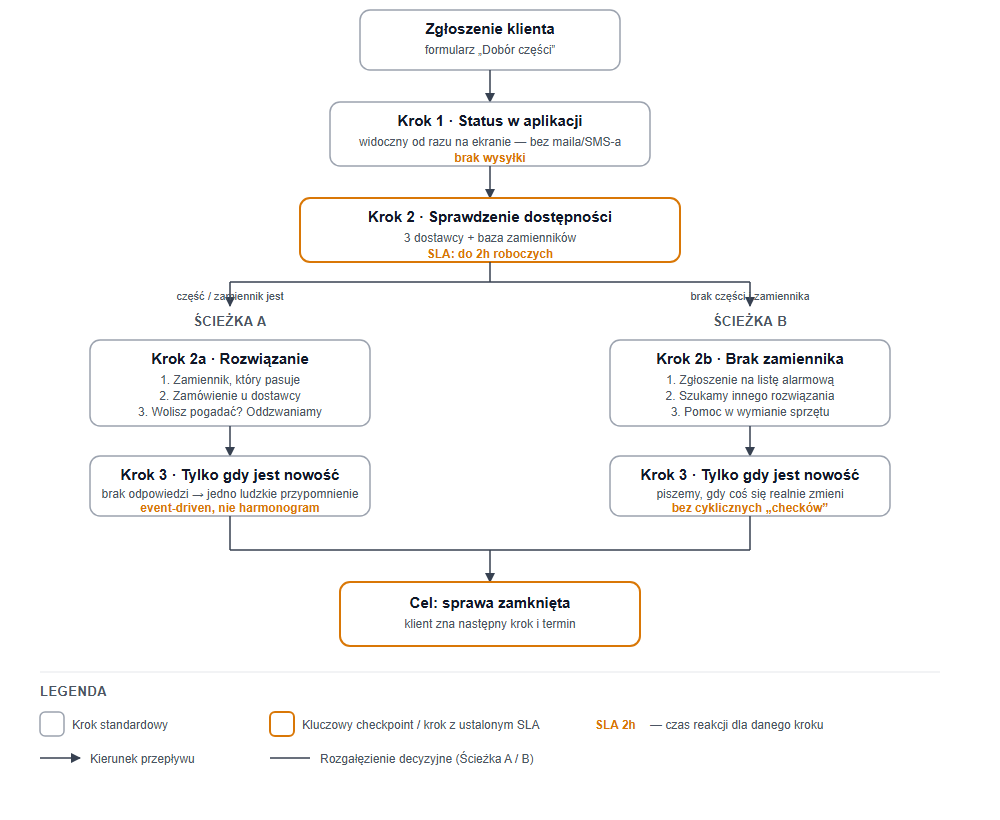 Zgłoszenie klienta
formularz „Dobór części”
Krok 1 · Status w aplikacji
widoczny od razu na ekranie — bez maila/SMS-a
brak wysyłki
Krok 2 · Sprawdzenie dostępności
3 dostawcy + baza zamienników
SLA: do 2h roboczych
część / zamiennik jest
brak części zamiennika
ŚCIEŻKA A
ŚCIEŻKA B
Krok 2a · Rozwiązanie
1. Zamiennik, który pasuje
2. Zamówienie u dostawcy
3. Wolisz pogadać? Oddzwaniamy
Krok 2b · Brak zamiennika
1. Zgłoszenie na listę alarmową
2. Szukamy innego rozwiązania
3. Pomoc w wymianie sprzętu
Krok 3 · Tylko gdy jest nowość
brak odpowiedzi → jedno ludzkie przypomnienie
event-driven, nie harmonogram
Krok 3 · Tylko gdy jest nowość
piszemy, gdy coś się realnie zmieni
bez cyklicznych „checków”
Cel: sprawa zamknięta
klient zna następny krok i termin
LEGENDA
Krok standardowy
Kluczowy checkpoint / krok z ustalonym SLA
SLA 2h — czas reakcji dla danego kroku
Kierunek przepływu
Rozgałęzienie decyzyjne (Ścieżka A / B)